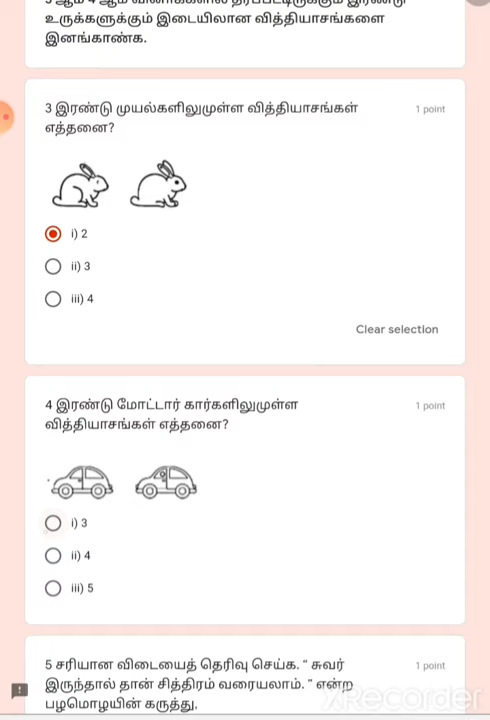 உருக்களுக்கும் இடையிலான வித்தியாசங்களை
இனங்காண்க.
3 இரண்டு முயல்களிலுமுள்ள வித்தியாசங்கள்
எத்தனை?
1 point
i) 2
ii) 3
iii) 4
Clear selection
4 இரண்டு மோட்டார் கார்களிலுமுள்ள
வித்தியாசங்கள் எத்தனை?
1 point
i) 3
ii) 4
iii) 5
5 சரியான விடையைத் தெரிவு செய்க. " சுவர்
இருந்தால் தான் சித்திரம் வரையலாம். " என்ற
பழமொழியின் கருத்து,
1 point
XRecorder